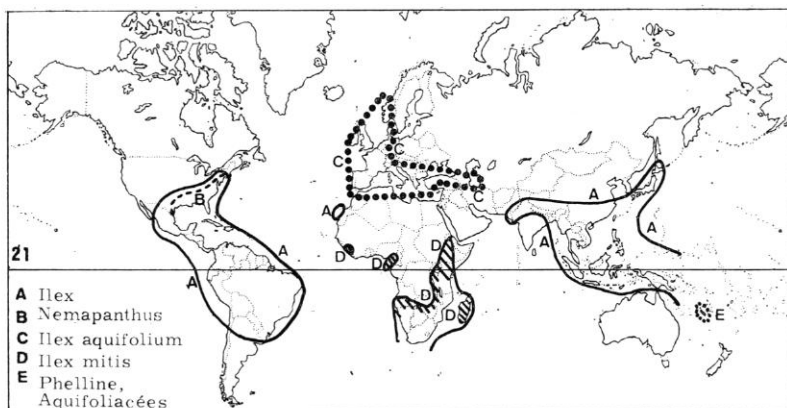 C
C
C
B
A
A
A
A
D
A
D
21
D
A
D
D
E
A Ilex
B Nemapanthus
C Ilex aquifolium
D Ilex mitis
E Phelline,
Aquifoliacées